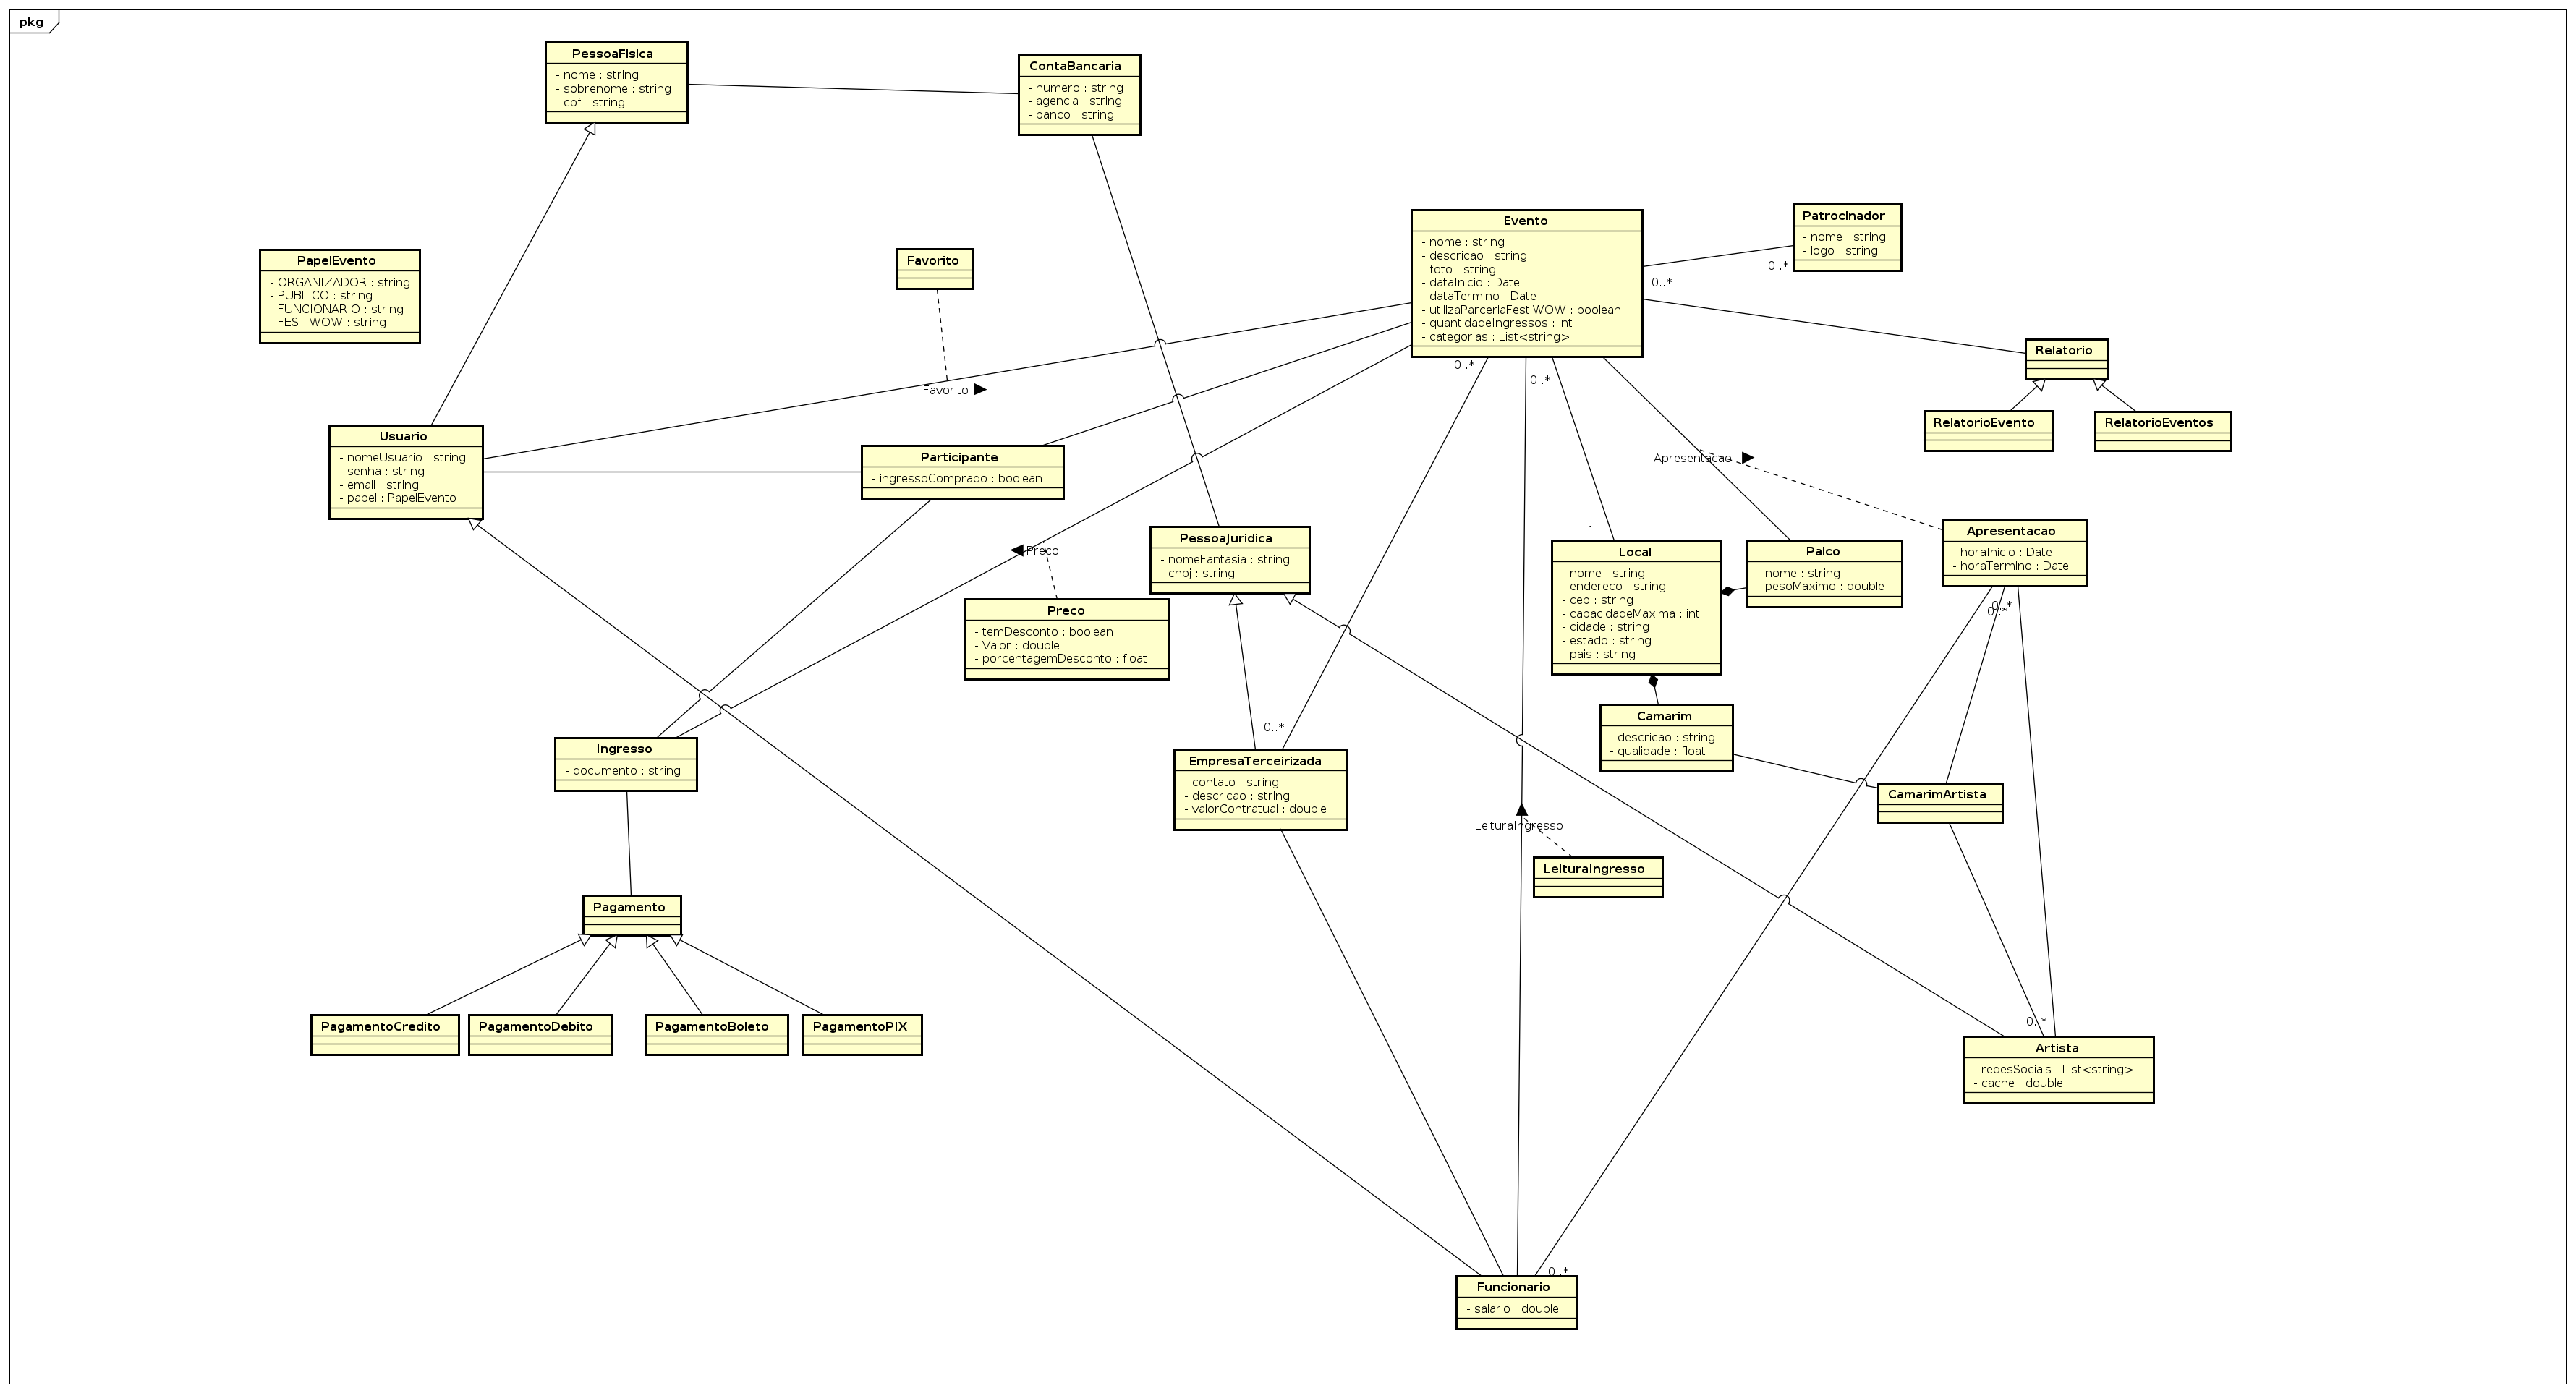 pkg
PessoaFisica
- nome : string
- sobrenome : string
- cpf : string
ContaBancaria
- numero : string
- agencia : string
- banco : string
PapelEvento
- ORGANIZADOR : string
- PUBLICO : string
- FUNCIONARIO : string
- FESTIWOW : string
Favorito
Favorito
Evento
- nome : string
- descricao : string
- foto : string
- dataInicio : Date
- dataTermino : Date
- utilizaParceriaFestiWOW : boolean
- quantidadeIngressos : int
- categorias : List<string>
Patrocinador
- nome : string
- logo : string
0..*
0..*
Relatorio
RelatorioEvento
RelatorioEventos
0..*
0..*
Usuario
- nomeUsuario : string
- senha : string
- email : string
- papel : PapelEvento
Participante
- ingressoComprado : boolean
Apresentacao
PessoaJuridica
- nomeFantasia : string
- cnpj : string
Preco
Preco
- temDesconto : boolean
- Valor : double
- porcentagemDesconto : float
1
Local
- nome : string
- endereco : string
- cep : string
- capacidadeMaxima : int
- cidade : string
- estado : string
- pais : string
Palco
- nome : string
- pesoMaximo : double
Apresentacao
- horaInicio : Date
- horaTermino : Date
0..*
0..*
Camarim
- descricao : string
- qualidade : float
CamarimArtista
Ingresso
- documento : string
0..*
EmpresaTerceirizada
- contato : string
- descricao : string
- valorContratual : double
LeituraIngresso
LeituraIngresso
Pagamento
PagamentoCredito
PagamentoDebito
PagamentoBoleto
PagamentoPIX
0..*
Artista
- redesSociais : List<string>
- cache : double
0..*
Funcionario
- salario : double